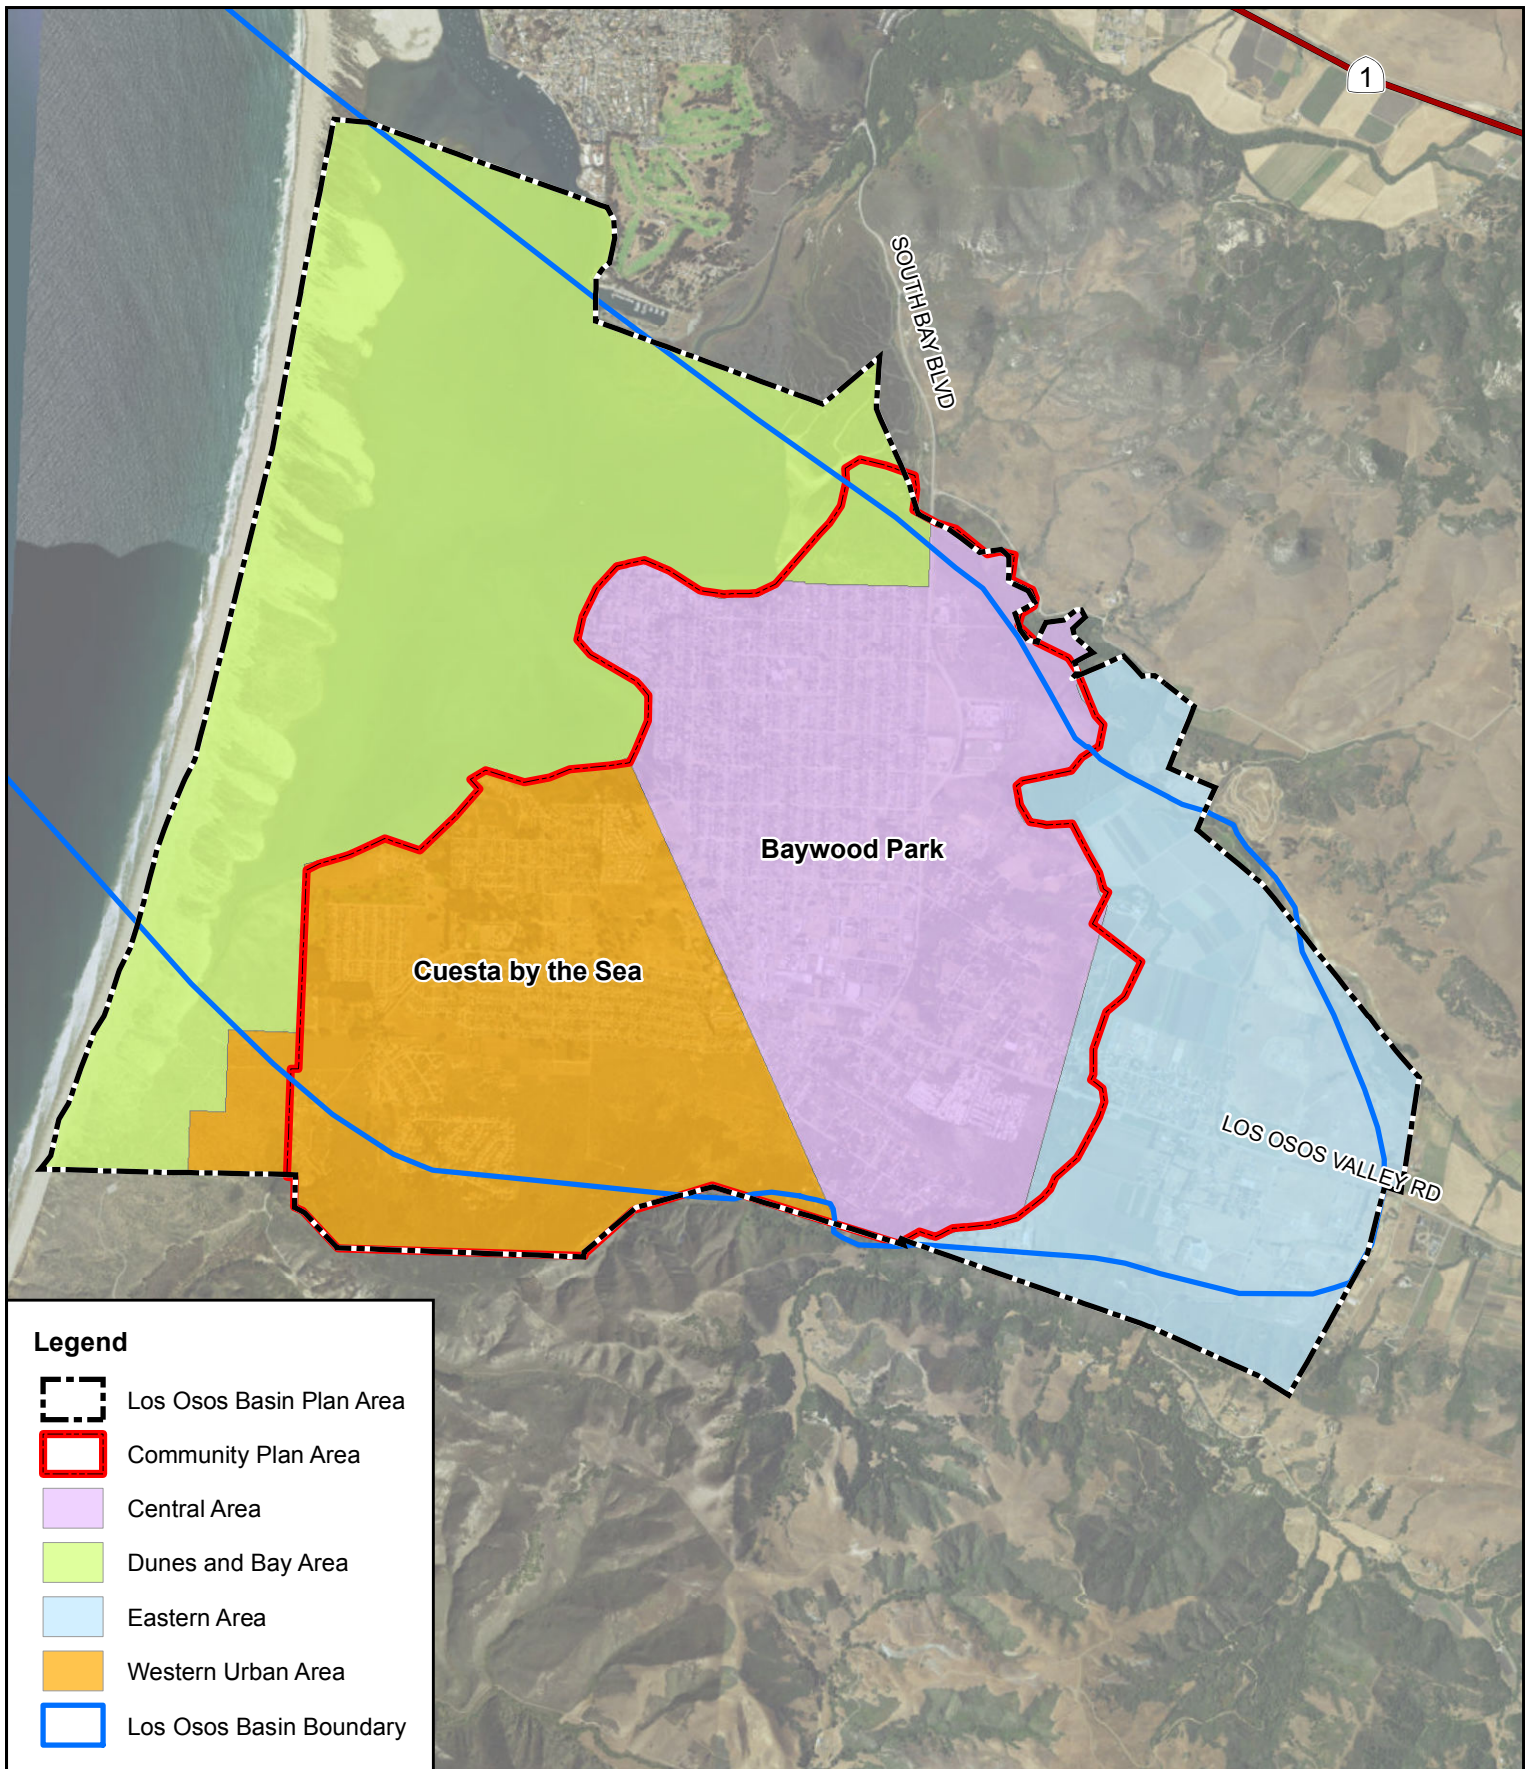 1
SOUTH BAY BLVD
Baywood Park
Cuesta by the Sea
LOS OSOS VALLEY RD
Legend
Los Osos Basin Plan Area
Community Plan Area
Central Area
Dunes and Bay Area
Eastern Area
Western Urban Area
Los Osos Basin Boundary